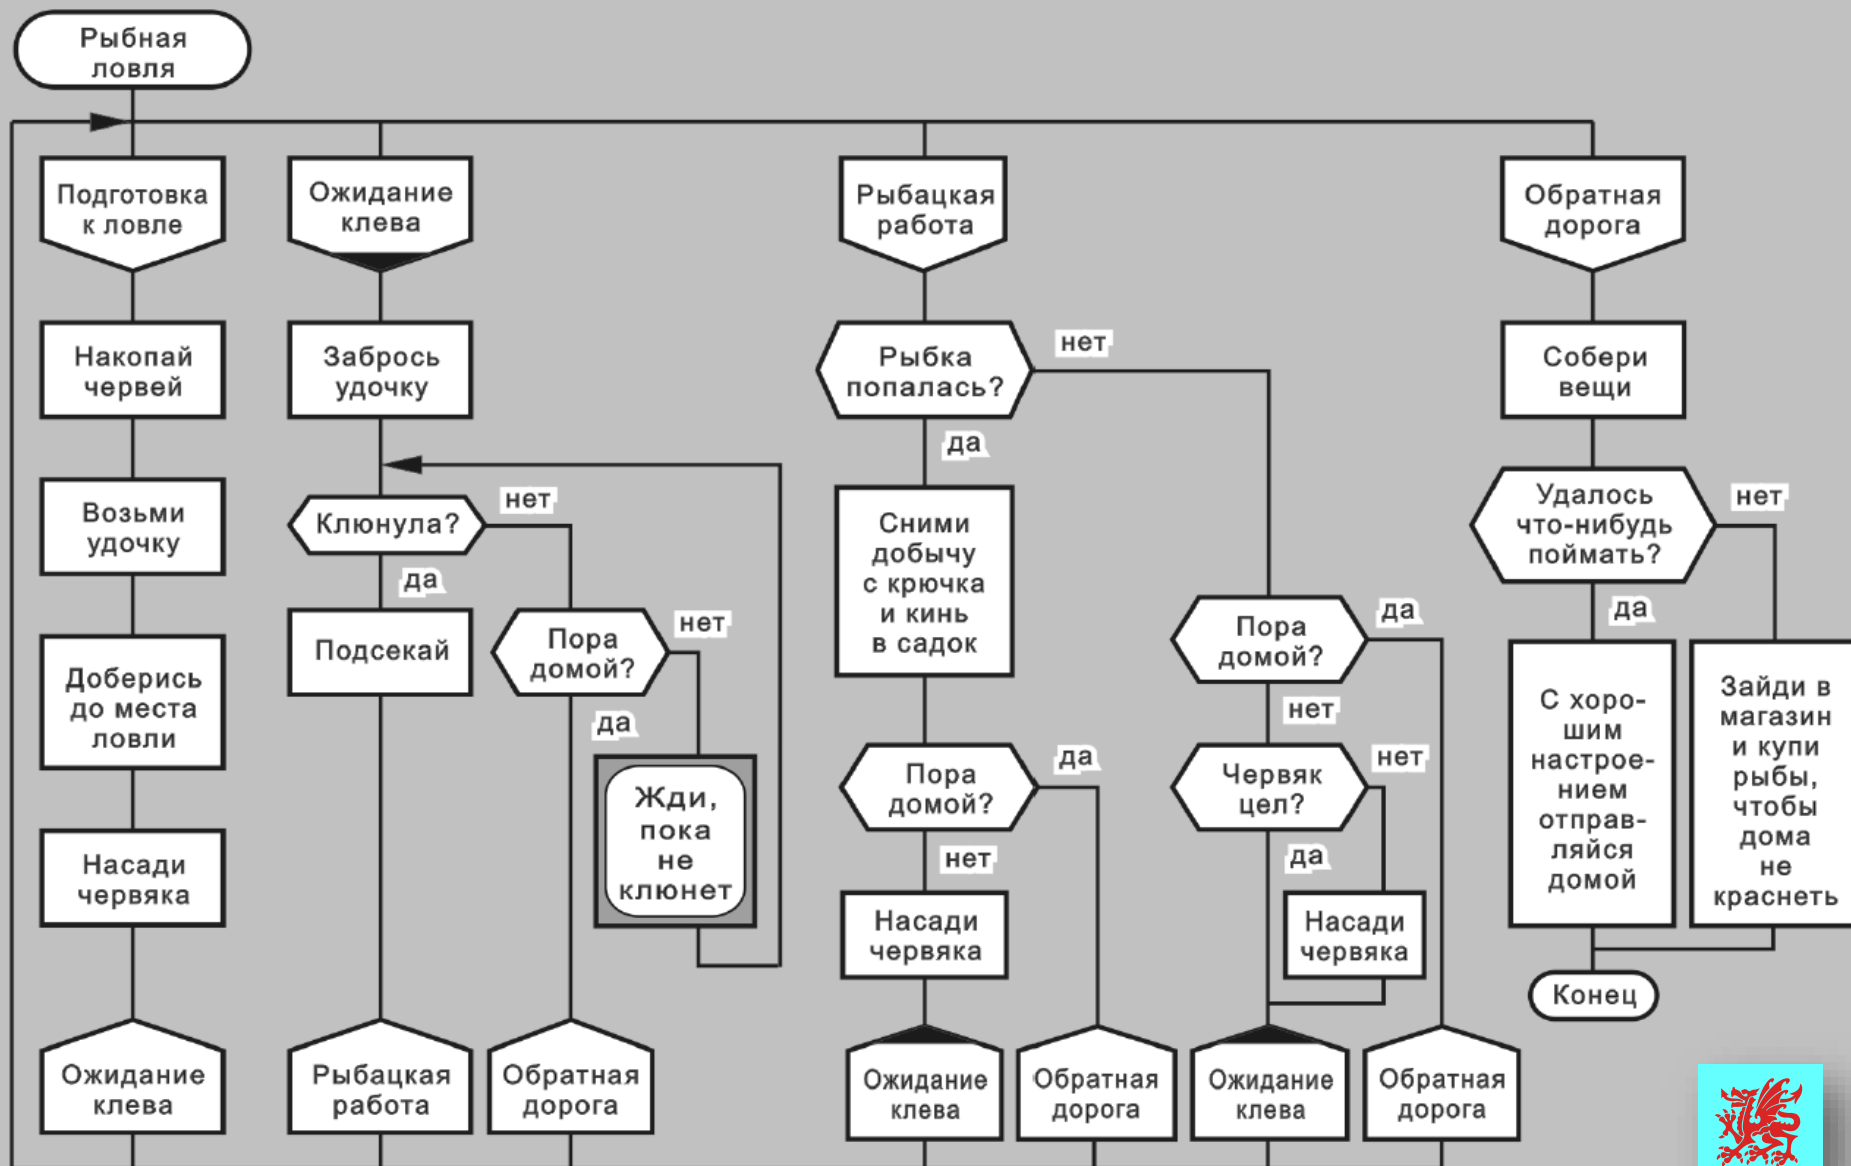 Рыбная
ловля
Подготовка
к ловле
Накопай
червей
Возьми
удочку
Доберись
до места
ловли
Насади
червяка
Ожидание
клева
Ожидание
клева
Забрось
удочку
Клюнула?
нет
да
Подсекай
Пора
домой?
нет
да
Жди,
пока
не
клюнет
Рыбацкая
работа
Обратная
дорога
Рыбацкая
работа
Рыбка
попалась?
нет
да
Сними
добычу
с крючка
и кинь
в садок
Пора
домой?
да
нет
Насади
червяка
Ожидание
клева
Обратная
дорога
Пора
домой?
да
нет
Червяк
цел?
нет
да
Насади
червяка
Ожидание
клева
Обратная
дорога
Обратная
дорога
Собери
вещи
Удалось
что-нибудь
поймать?
нет
да
С хоро-
шим
настрое-
нием
отправ-
ляйся
домой
Зайди в
магазин
и купи
рыбы,
чтобы
дома
не
краснеть
Конец